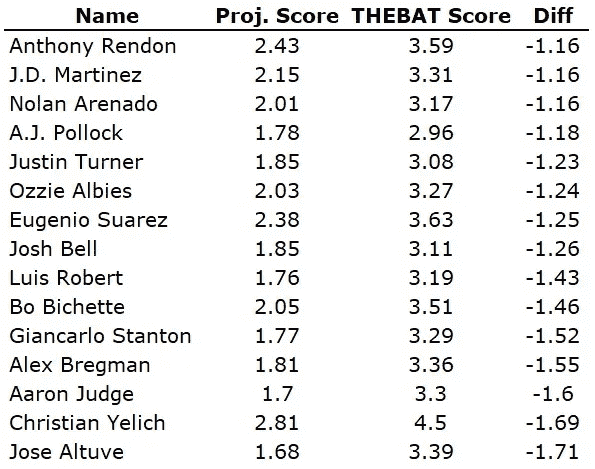 Name Proj. Score THEBAT Score Diff
Anthony Rendon 2.43 3.59 -1.16
J.D. Martinez 2.15 3.31 -1.16
Nolan Arenado 2.01 3.17 -1.16
A.J. Pollock 1.78 2.96 -1.18
Justin Turner 1.85 3.08 -1.23
Ozzie Albies 2.03 3.27 -1.24
Eugenio Suarez 2.38 3.63 -1.25
Josh Bell 1.85 3.11 -1.26
Luis Robert 1.76 3.19 -1.43
Bo Bichette 2.05 3.51 -1.46
Giancarlo Stanton 1.77 3.29 -1.52
Alex Bregman 1.81 3.36 -1.55
Aaron Judge 1.7 3.3 -1.6
Christian Yelich 2.81 4.5 -1.69
Jose Altuve 1.68 3.39 -1.71